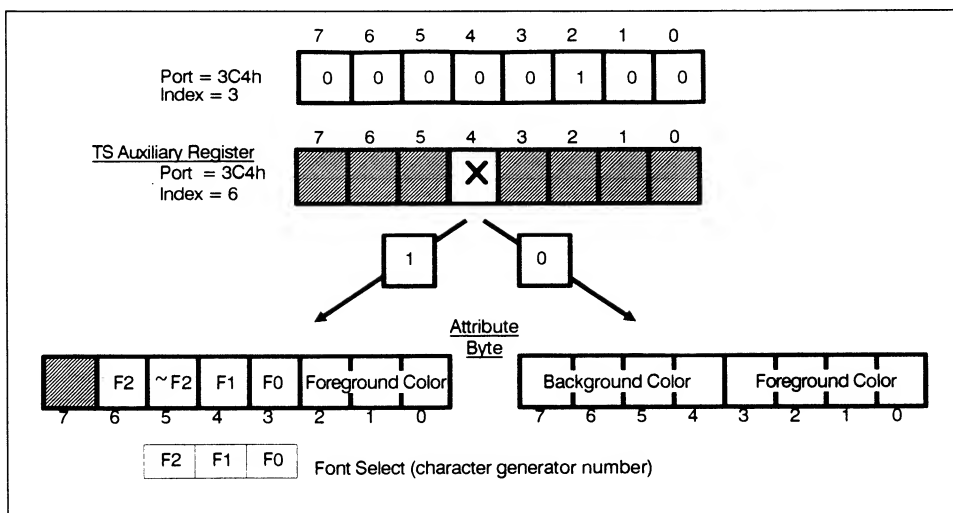 7 6 5 4 3 2 1 0
Port = 3C4h
Index = 3
0 0 0 0 0 1 0 0
7 6 5 4 3 2 1 0
TS Auxiliary Register
Port = 3C4h
Index = 6
X
1 0
Attribute
Byte
F2 ~F2 F1 F0 Foreground Color
7 6 5 4 3 2 1 0
Background Color Foreground Color
7 6 5 4 3 2 1 0
F2 F1 F0 Font Select (character generator number)